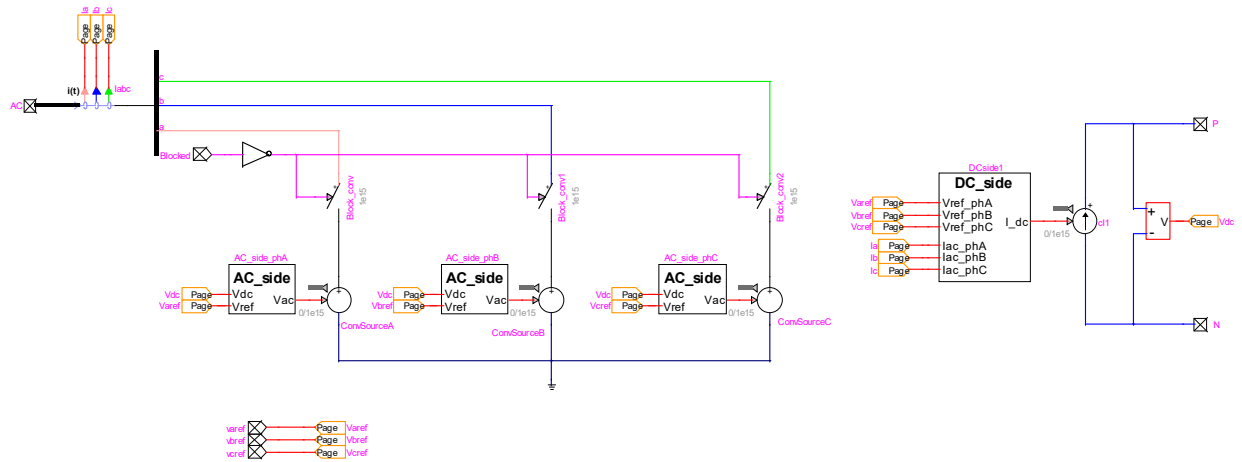 Ia
Ib
Ic
Page
Page
Page
i(t)
Iabc
AC
c
b
a
Blocked
Block_conv
1e15
Block_conv1
1e15
Block_conv2
1e15
AC_side_phA
AC_side
Vdc
Page
Vdc
Varef
Page
Vref
Vac
0/1e15
+
ConvSourceA
AC_side_phB
AC_side
Vdc
Page
Vdc
Vbref
Page
Vref
Vac
0/1e15
+
ConvSourceB
AC_side_phC
AC_side
Vdc
Page
Vdc
Vcref
Page
Vref
Vac
0/1e15
+
ConvSourceC
varef
Page
Varef
vbref
Page
Vbref
vcref
Page
Vcref
DCside1
DC_side
Varef
Page
Vref_phA
Vbref
Page
Vref_phB
Vcref
Page
Vref_phC
Ia
Page
Iac_phA
Ib
Page
Iac_phB
Ic
Page
Iac_phC
I_dc
0/1e15
+
cI1
+
-
V
Page
Vdc
P
N